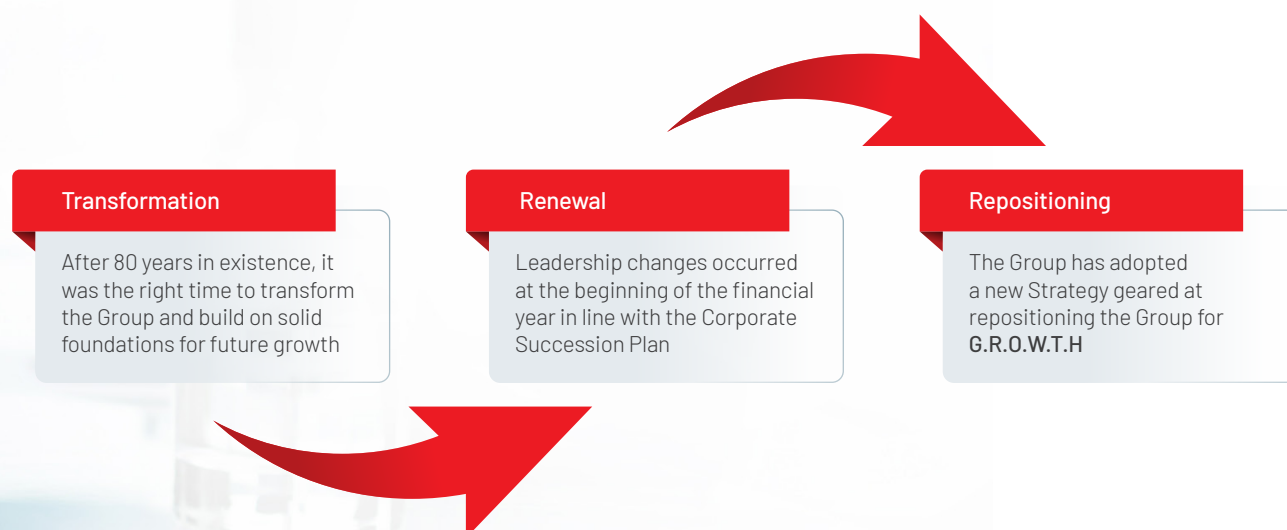 Transformation
After 80 years in existence, it
was the right time to transform
the Group and build on solid
foundations for future growth
Renewal
Leadership changes occurred
at the beginning of the financial
year in line with the Corporate
Succession Plan
Repositioning
The Group has adopted
a new Strategy geared at
repositioning the Group for
G.R.O.W.T.H